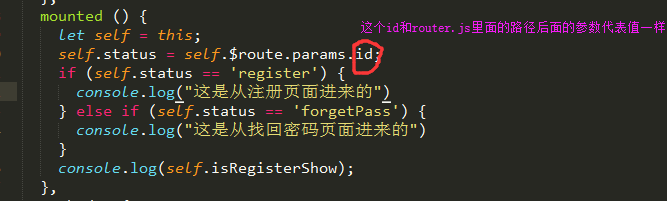 },
mounted () {
这个id和router.js里面的路径后面的参数代表值一样
let self = this;
self.status = self.$route.params.id;
if (self.status == 'register') {
console.log("这是从注册页面进来的")
} else if (self.status == 'forgetPass') {
console.log("这是从找回密码页面进来的")
}
console.log(self.isRegisterShow);
},